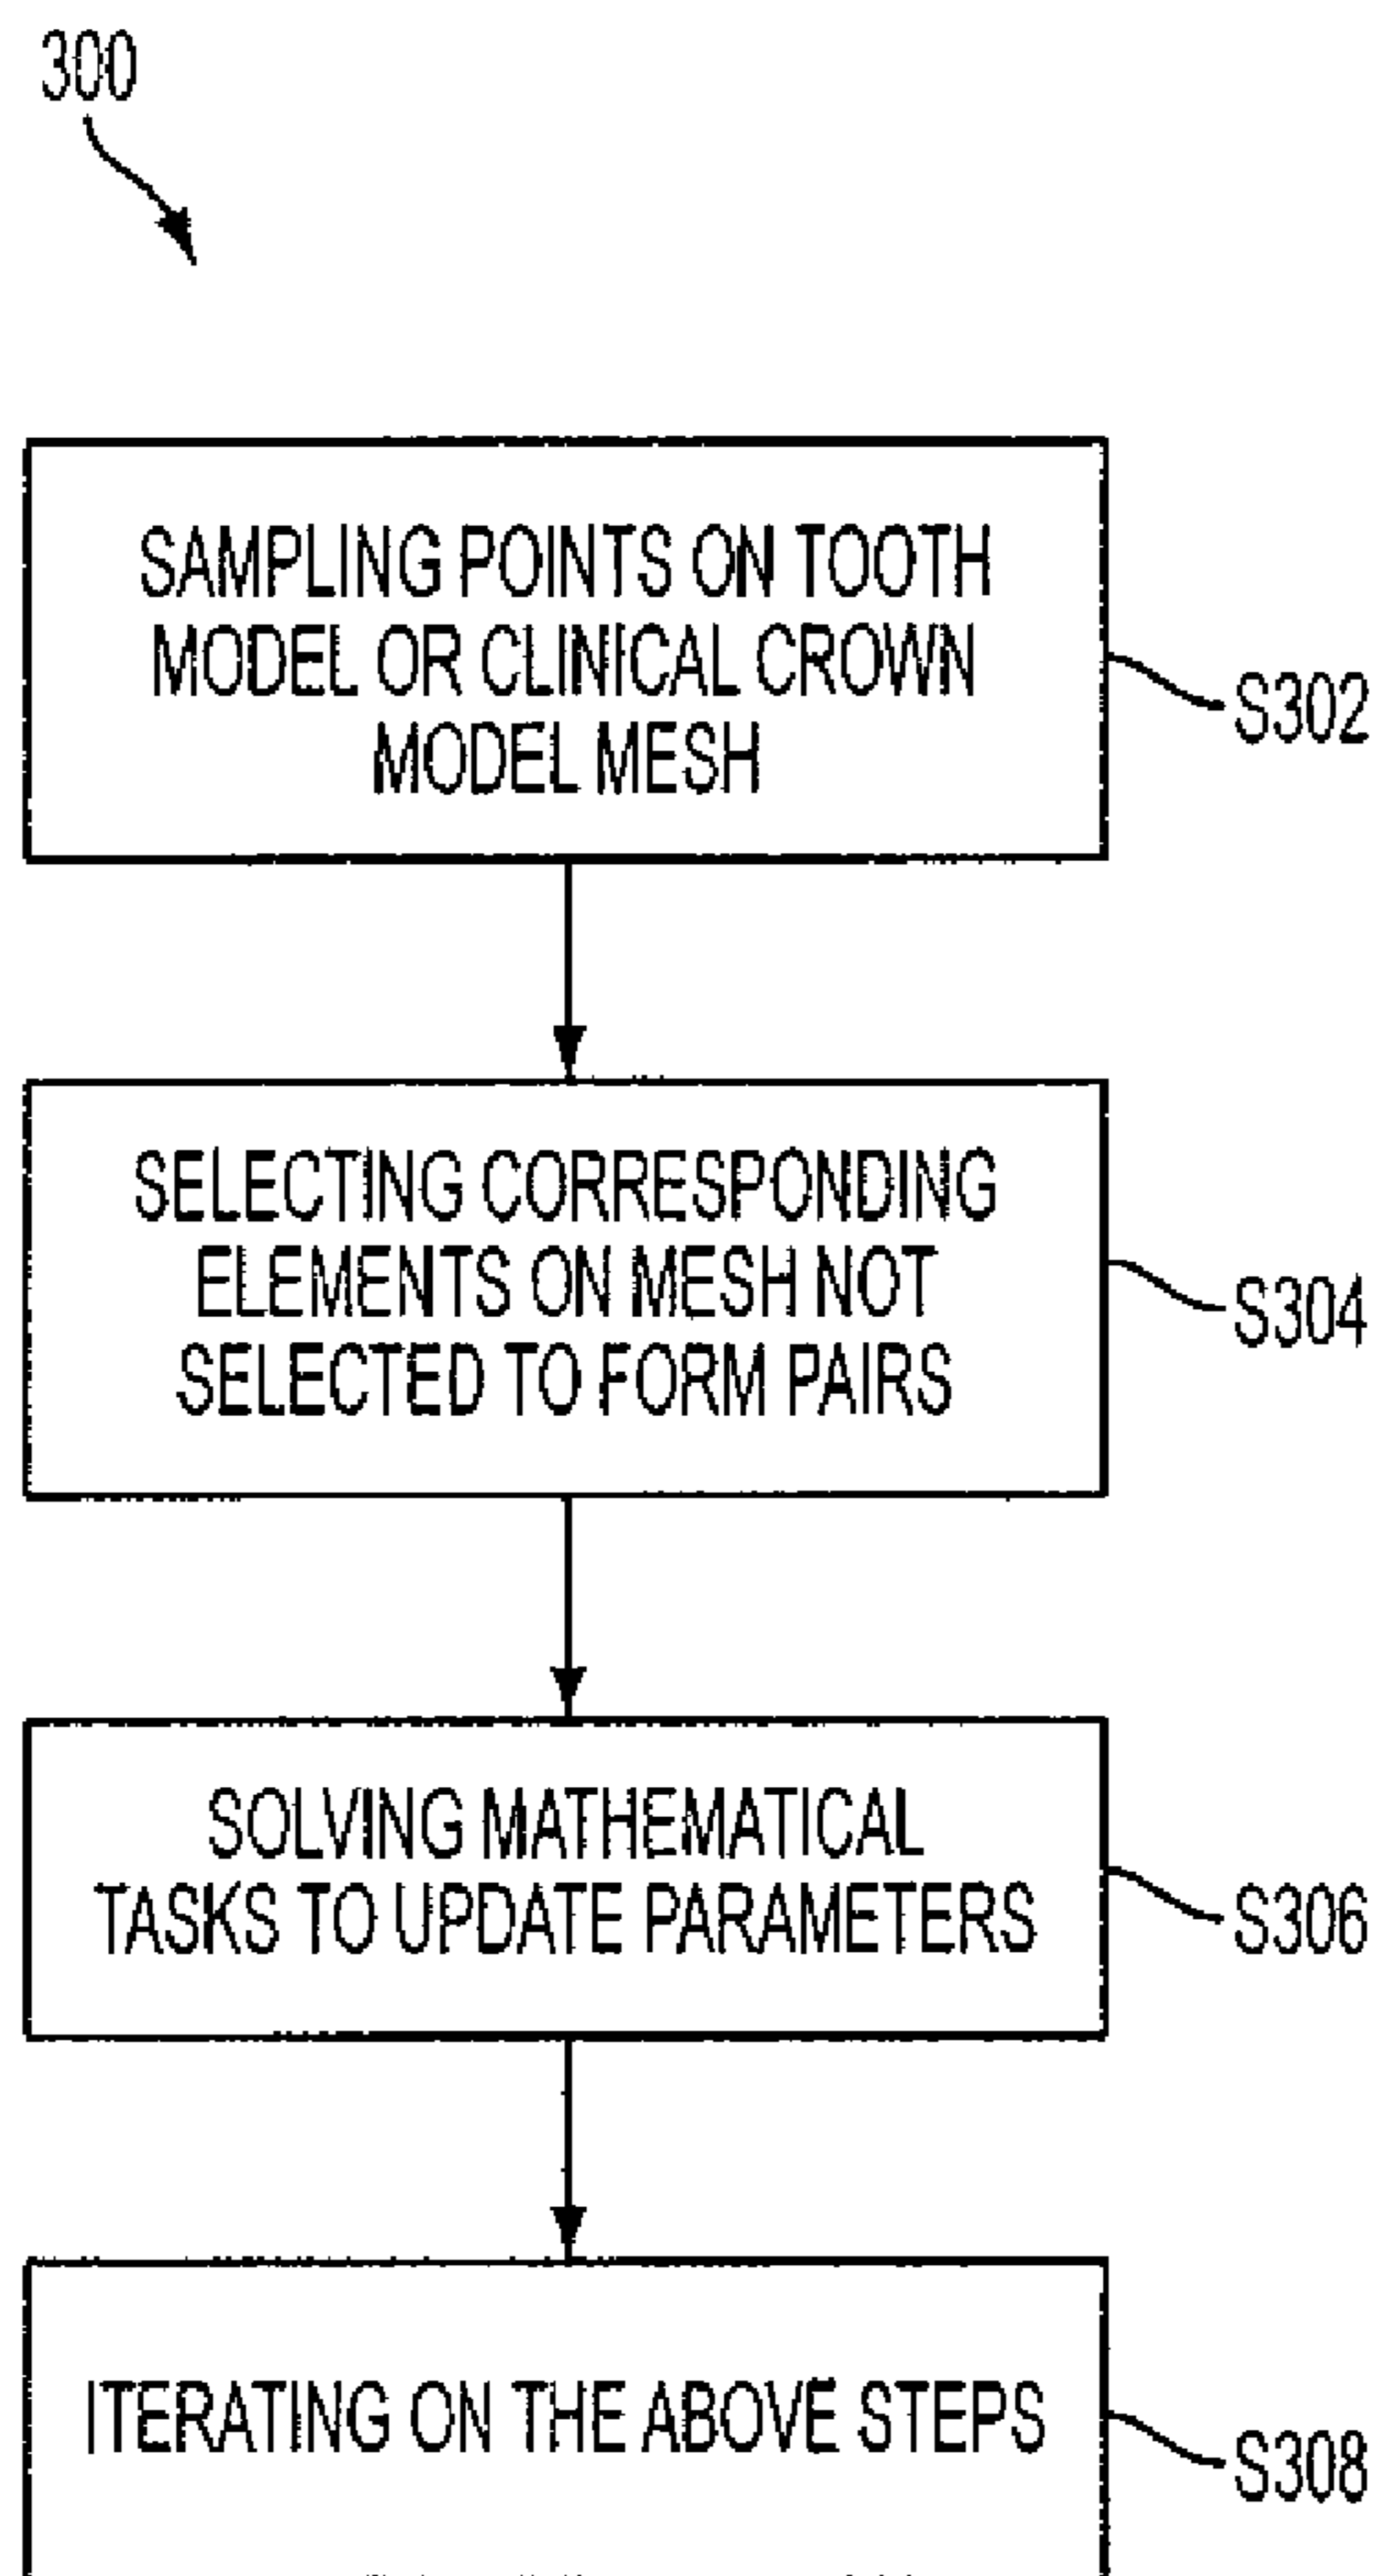 300
SAMPLING POINTS ON TOOTH
MODEL OR CLINICAL CROWN
MODEL MESH
S302
SELECTING CORRESPONDING
ELEMENTS ON MESH NOT
SELECTED TO FORM PAIRS
S304
SOLVING MATHEMATICAL
TASKS TO UPDATE PARAMETERS
S306
ITERATING ON THE ABOVE STEPS
S308